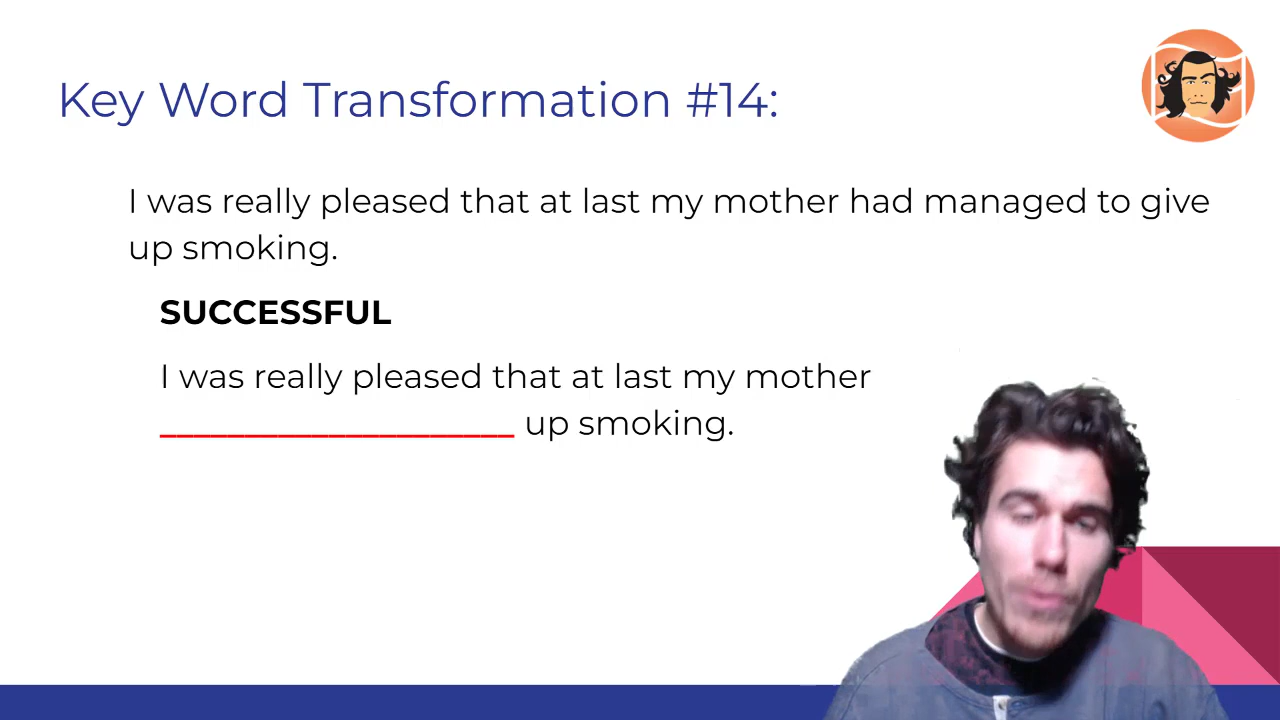 Key Word Transformation #14:
I was really pleased that at last my mother had managed to give
up smoking.
SUCCESSFUL
I was really pleased that at last my mother
_____________________ up smoking.